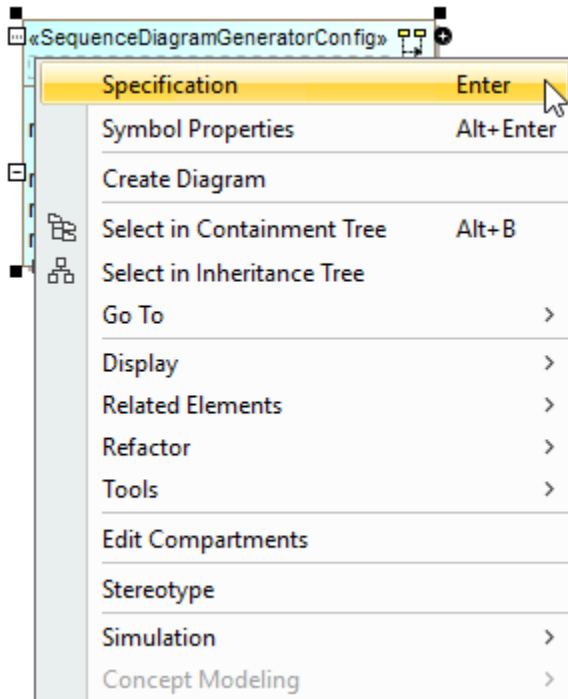 «SequenceDiagramGeneratorConfig»
Specification Enter
Symbol Properties Alt+Enter
Create Diagram
Select in Containment Tree Alt+B
Select in Inheritance Tree
Go To
Display
Related Elements
Refactor
Tools
Edit Compartments
Stereotype
Simulation
Concept Modeling